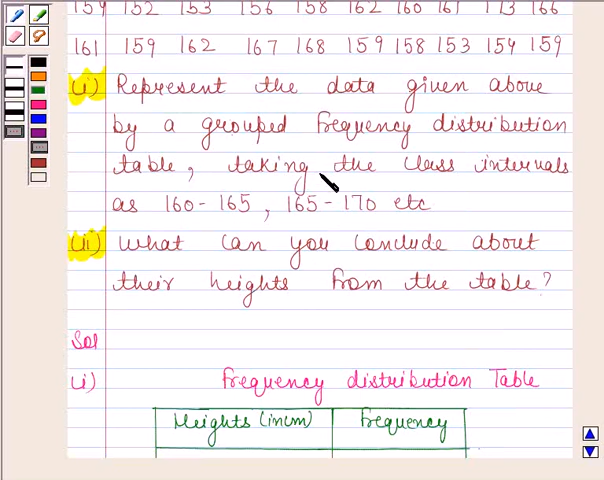 154 152 153 156 158 162 160 161 173 166
161 159 162 167 168 159 158 153 154 159
(i) Represent the data given above
by a grouped frequency distribution
table, taking the class intervals
as 160-165, 165-170 etc
(ii) What can you conclude about
their heights from the table?
Sol
(i) Frequency distribution Table
Heights (in cm) Frequency